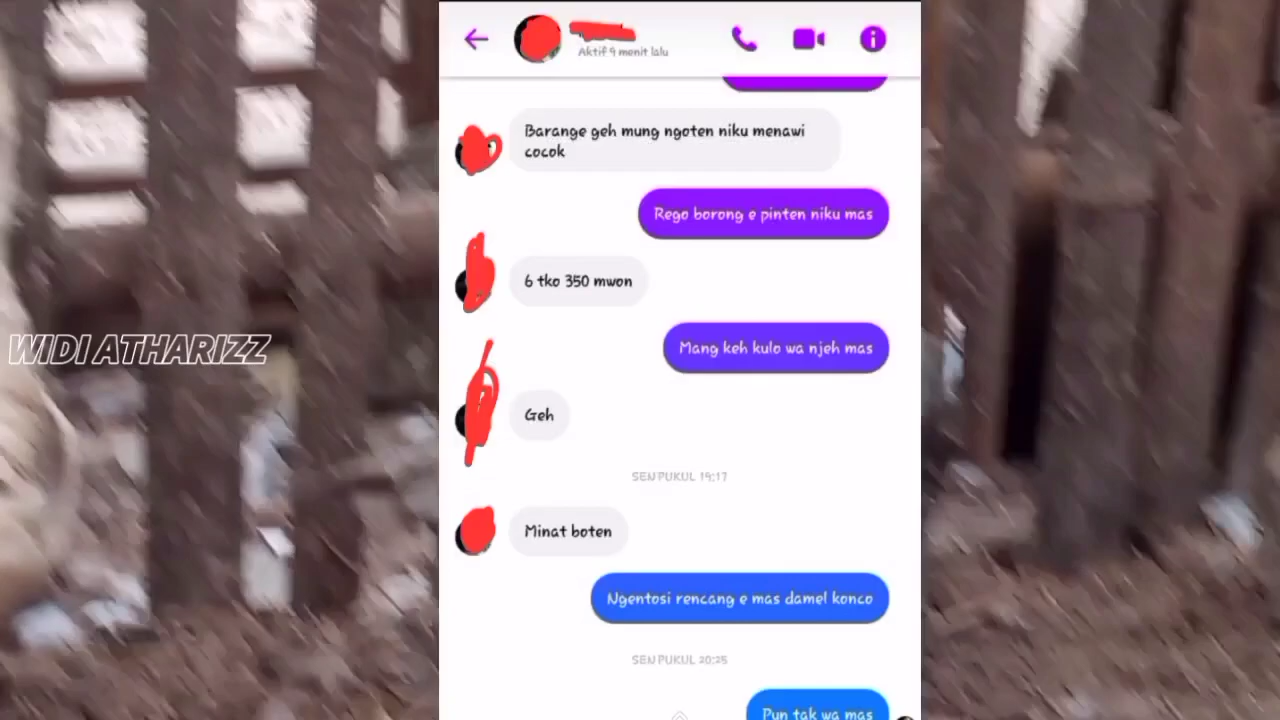 Aktif 9 menit lalu
Barange geh mung ngoten niku menawi
cocok
Rego borong e pinten niku mas
6 tko 350 mwon
Mang keh kulo wa njeh mas
Geh
SEN PUKUL 19:17
Minat boten
Ngentosi rencang e mas damel konco
SEN PUKUL 20:25
Pun tak wa mas
WIDI ATHARIZZ